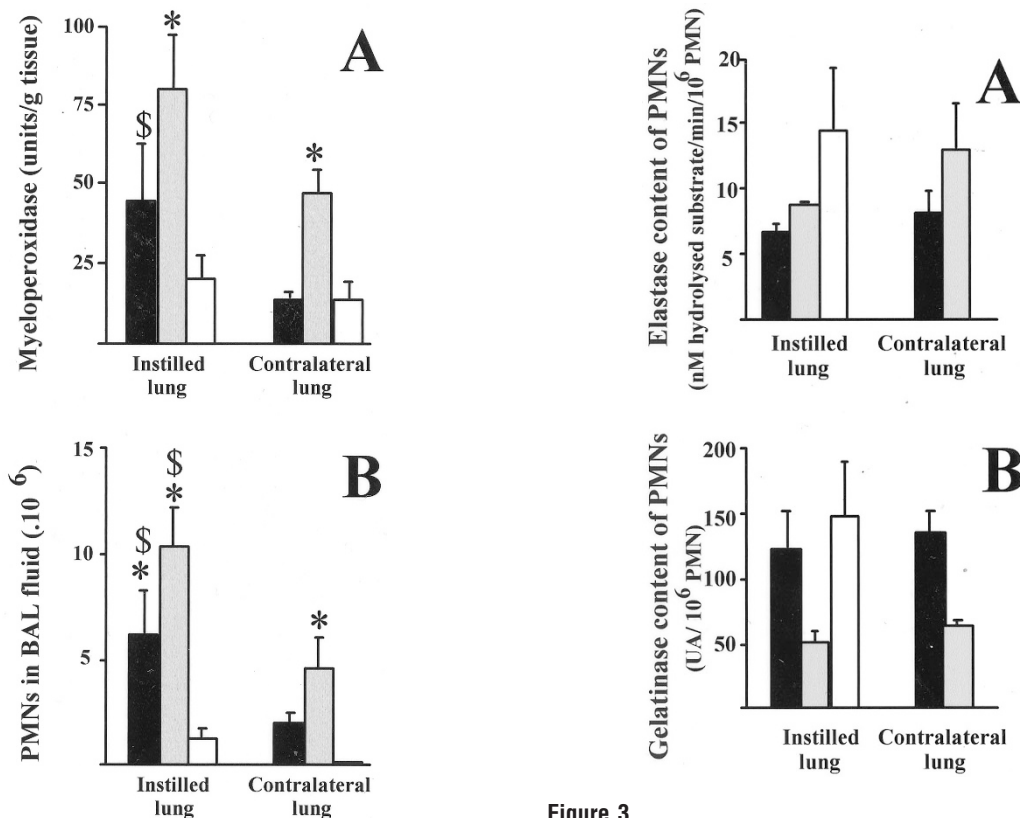 Myeloperoxidase (units/g tissue)
100
75
50
25
$
*
*
A
Instilled
lung
Contralateral
lung
PMNs in BAL fluid (.10 6)
15
10
5
$
*
$
*
*
B
Instilled
lung
Contralateral
lung
Elastase content of PMNs
(nM hydrolysed substrate/min/10 6 PMN)
20
15
10
5
A
Instilled
lung
Contralateral
lung
Gelatinase content of PMNs
(UA/ 10 6 PMN)
200
150
100
50
B
Instilled
lung
Contralateral
lung
Figure 3